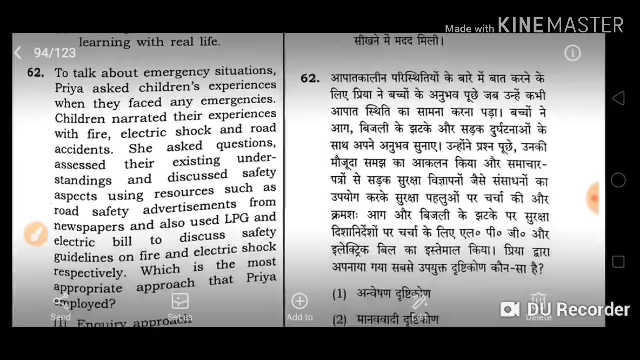 Made with KINEMASTER
94/123
learning with real life.
62. To talk about emergency situations,
Priya asked children's experiences
when they faced any emergencies.
Children narrated their experiences
with fire, electric shock and road
accidents. She asked questions,
assessed their existing under-
standings and discussed safety
aspects using resources such as
road safety advertisements from
newspapers and also used LPG and
electric bill to discuss safety
guidelines on fire and electric shock
respectively. Which is the most
appropriate approach that Priya
employed?
(1) Enquiry approach
सीखने में मदद मिली।
62. आपातकालीन परिस्थितियों के बारे में बात करने के
लिए प्रिया ने बच्चों के अनुभव पूछे जब उन्हें कभी
आपात स्थिति का सामना करना पड़ा। बच्चों ने
आग, बिजली के झटके और सड़क दुर्घटनाओं के
साथ अपने अनुभव सुनाए। उन्होंने प्रश्न पूछे, उनकी
मौजूदा समझ का आकलन किया और समाचार-
पत्रों से सड़क सुरक्षा विज्ञापनों जैसे संसाधनों का
उपयोग करके सुरक्षा पहलुओं पर चर्चा की और
क्रमशः आग और बिजली के झटके पर सुरक्षा
दिशानिर्देशों पर चर्चा के लिए एल० पी० जी० और
इलेक्ट्रिक बिल का इस्तेमाल किया। प्रिया द्वारा
अपनाया गया सबसे उपयुक्त दृष्टिकोण कौन-सा है?
(1) अन्वेषण दृष्टिकोण
(2) मानववादी दृष्टिकोण
Send
Set as
Add to
Edit
Delete
DU Recorder